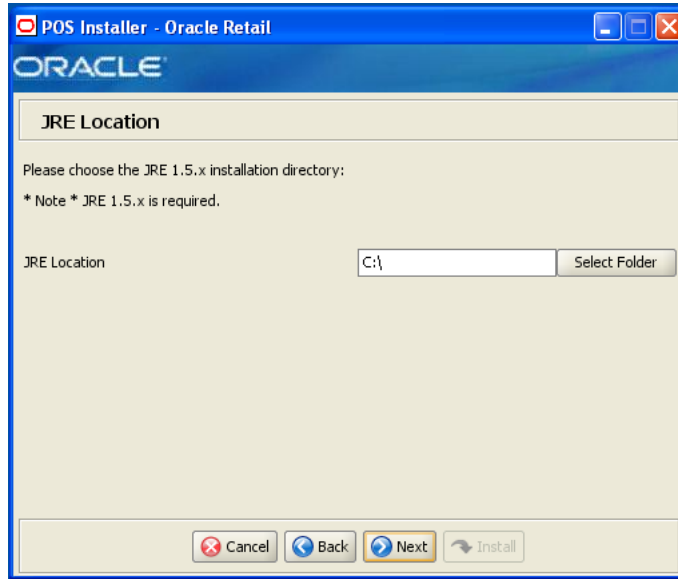 POS Installer - Oracle Retail
ORACLE
JRE Location
Please choose the JRE 1.5.x installation directory:
* Note * JRE 1.5.x is required.
JRE Location C:\ Select Folder
Cancel Back Next Install